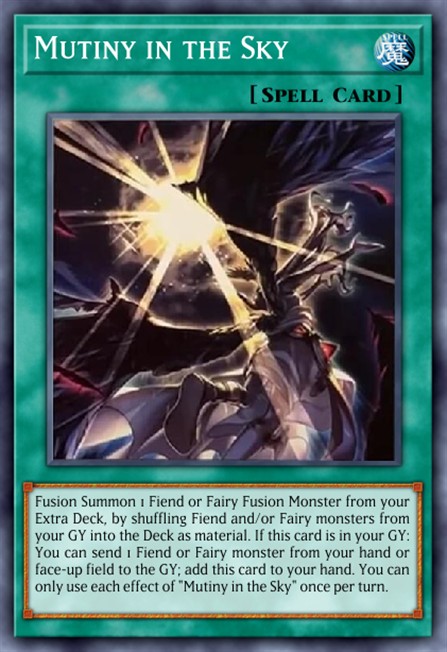 Mutiny in the Sky
SPELL
魔
[Spell Card]
Fusion Summon 1 Fiend or Fairy Fusion Monster from your
Extra Deck, by shuffling Fiend and/or Fairy monsters from
your GY into the Deck as material. If this card is in your GY:
You can send 1 Fiend or Fairy monster from your hand or
face-up field to the GY; add this card to your hand. You can
only use each effect of "Mutiny in the Sky" once per turn.